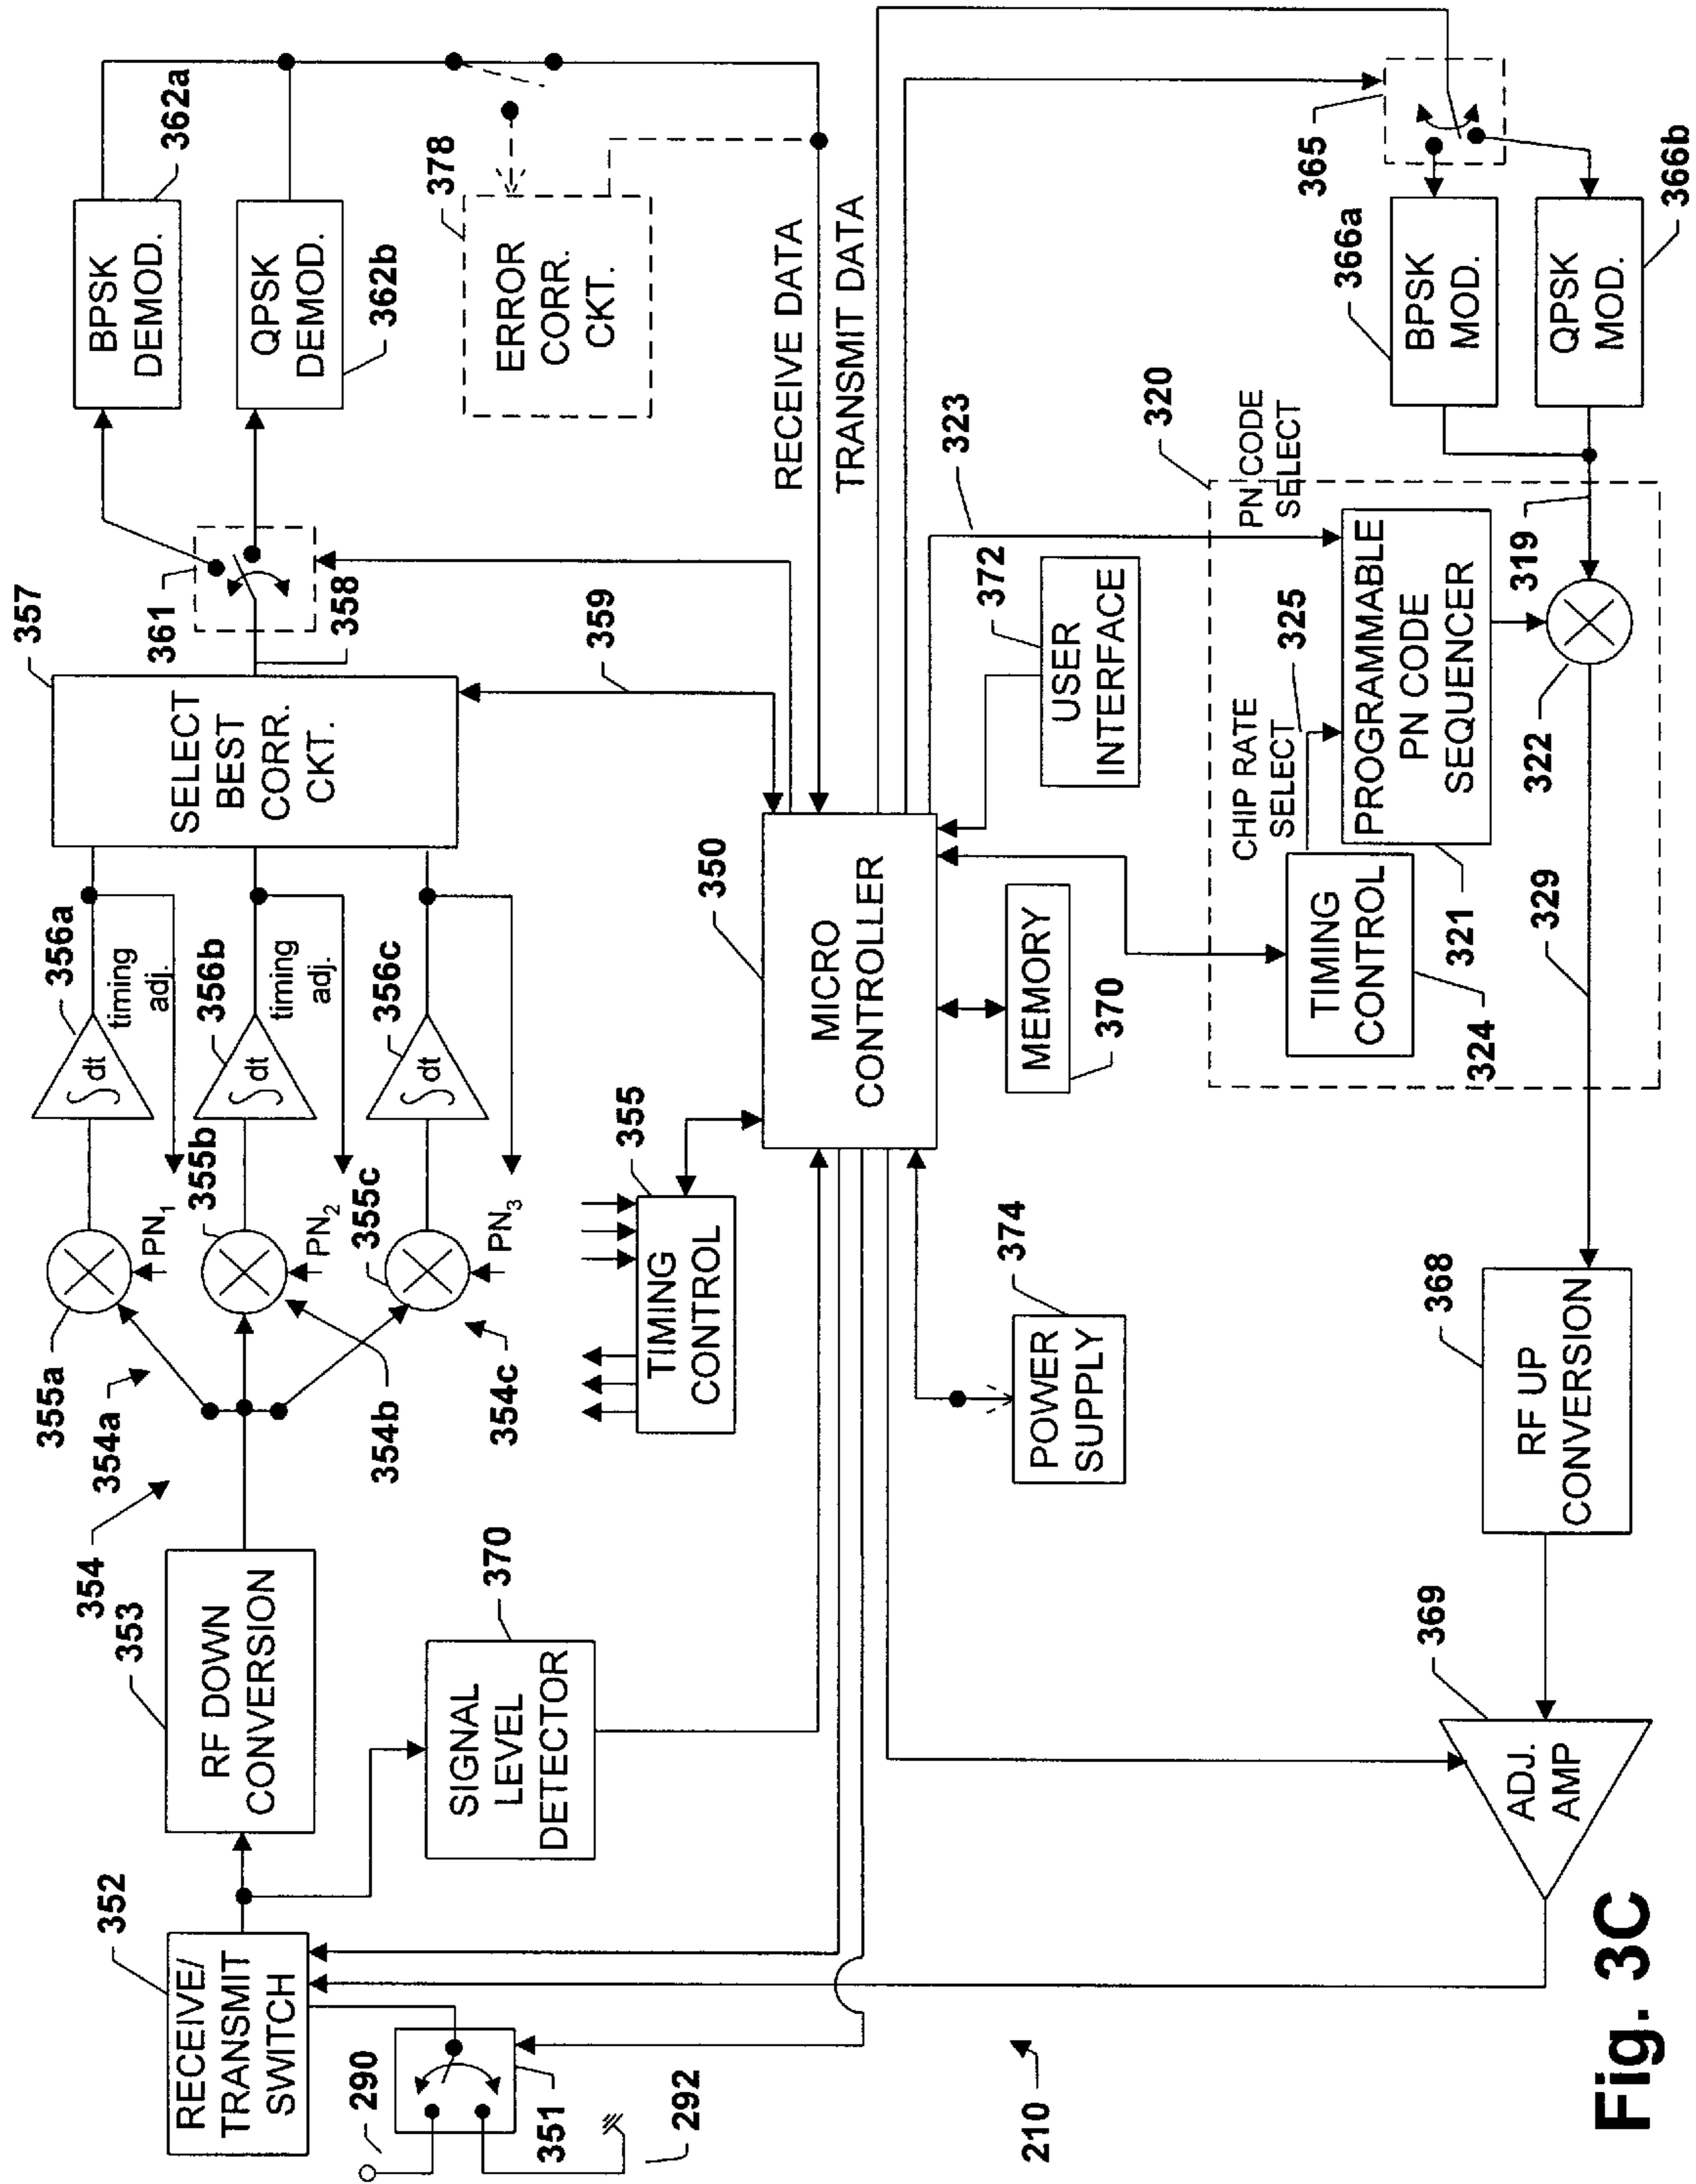 352
RECEIVE/
TRANSMIT
SWITCH
290
351
292
353
RF DOWN
CONVERSION
370
SIGNAL
LEVEL
DETECTOR
354
354a
354b
354c
355a
355b
355c
PN1
PN2
PN3
356a
356b
356c
∫ dt
∫ dt
∫ dt
timing
adj.
timing
adj.
357
SELECT
BEST
CORR.
CKT.
358
359
361
BPSK
DEMOD.
362a
QPSK
DEMOD.
362b
378
ERROR
CORR.
CKT.
RECEIVE DATA
TRANSMIT DATA
355
TIMING
CONTROL
350
MICRO
CONTROLLER
374
POWER
SUPPLY
MEMORY
370
372
USER
INTERFACE
323
320
PN CODE
SELECT
CHIP RATE
SELECT
325
TIMING
CONTROL
324
PROGRAMMABLE
PN CODE
SEQUENCER
321
322
319
329
365
BPSK
MOD.
366a
QPSK
MOD.
366b
368
RF UP
CONVERSION
369
ADJ.
AMP
210
Fig. 3C